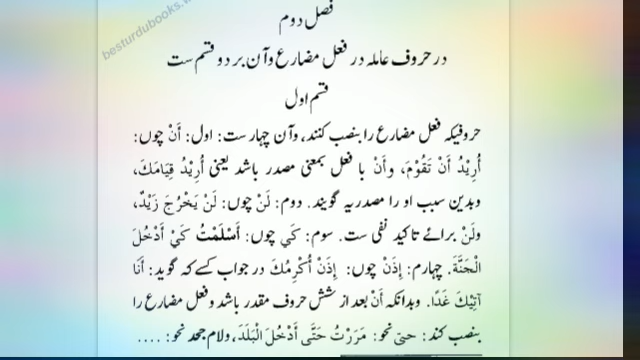 besturdubooks.w
فصل دوم
در حروف عاملہ در فعل مضارع وآن بر دو قسم ست
قسم اول
حروفیکہ فعل مضارع را بنصب کنند، وآن چہار ست: اول: أَنْ چوں:
أُرِيْدُ أَنْ تَقُوْمَ، وأَنْ با فعل بمعنی مصدر باشد یعنی أُرِيْدُ قِيَامَكَ،
وبدین سبب او را مصدریہ گویند. دوم: لَنْ چوں: لَنْ يَخْرُجَ زَيْدٌ،
ولَنْ برائے تاکید نفی ست. سوم: كَي چوں: أَسْلَمْتُ كَيْ أَدْخُلَ
الْجَنَّةَ. چہارم: إِذَنْ چوں: إِذَنْ أُكْرِمُكَ در جواب کسے کہ گوید: أَنَا
آتِيْكَ غَدًا. وبدانکہ أَنْ بعد از شش حروف مقدر باشد وفعل مضارع را
بنصب کند: حتیّٰ نحو: مَرَرْتُ حَتَّى أَدْخُلَ الْبَلَدَ، ولام جحد نحو: ....